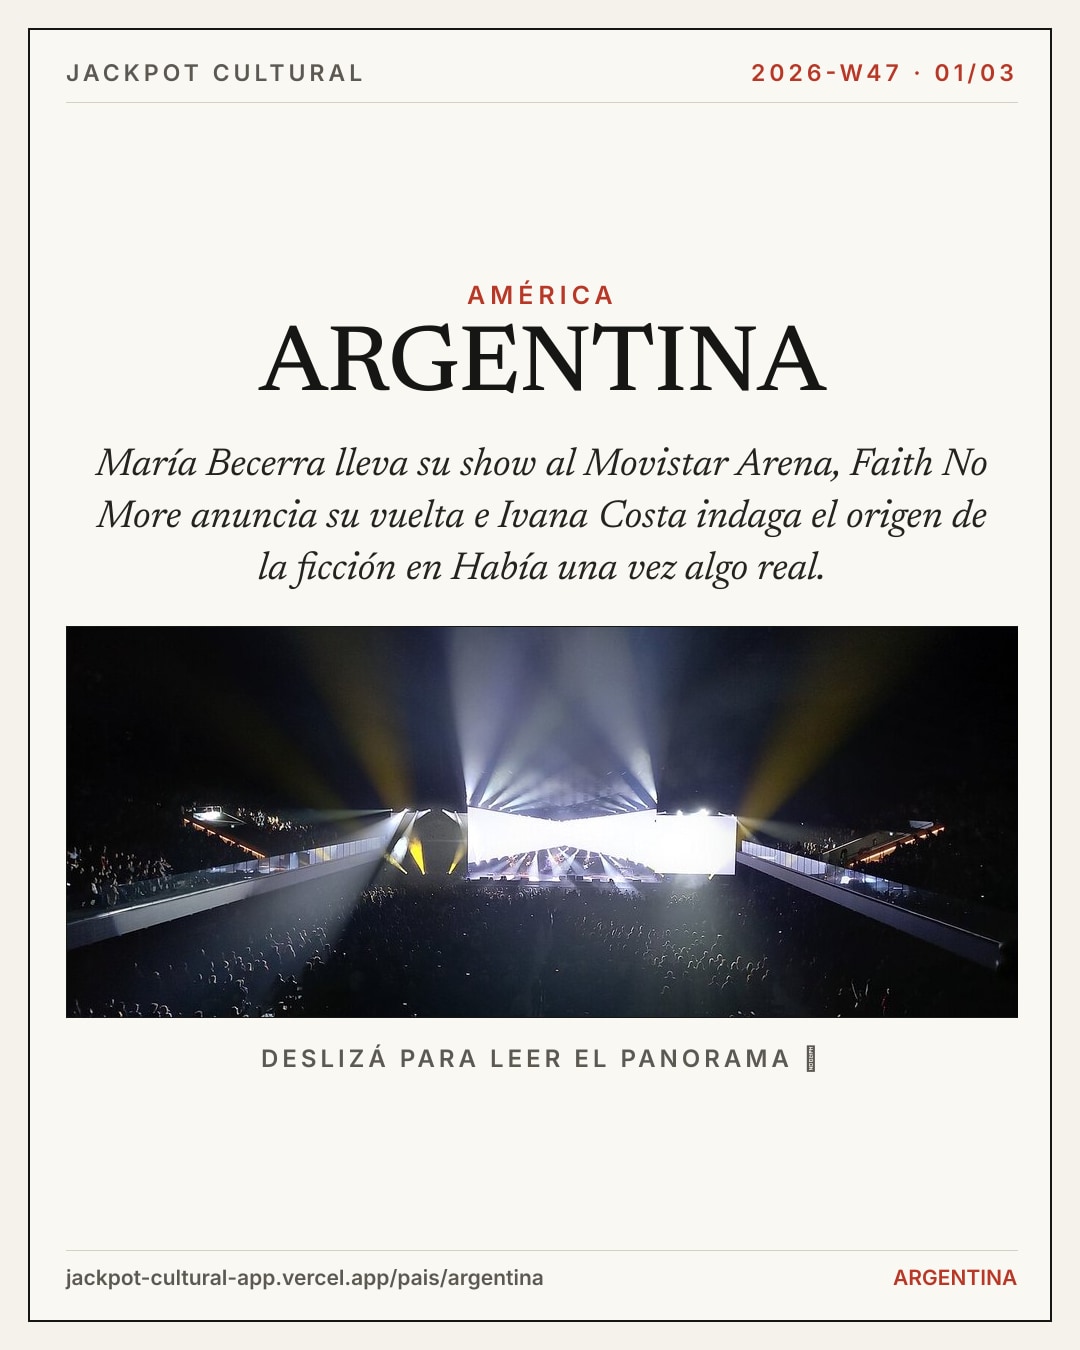 JACKPOT CULTURAL
2026-W47 · 01/03
AMÉRICA
ARGENTINA
María Becerra lleva su show al Movistar Arena, Faith No
More anuncia su vuelta e Ivana Costa indaga el origen de
la ficción en Había una vez algo real.
DESLIZÁ PARA LEER EL PANORAMA
jackpot-cultural-app.vercel.app/pais/argentina
ARGENTINA